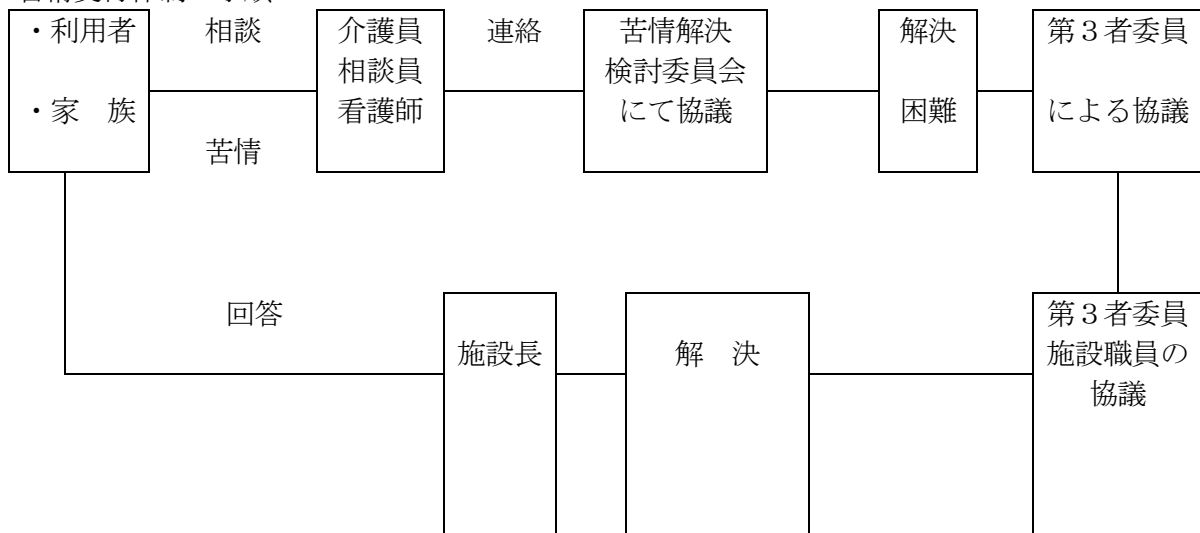 ・利用者
・家　族
相談
苦情
介護員
相談員
看護師
連絡
苦情解決
検討委員会
にて協議
解決
困難
第３者委員
による協議
回答
施設長
解　決
第３者委員
施設職員の
協議